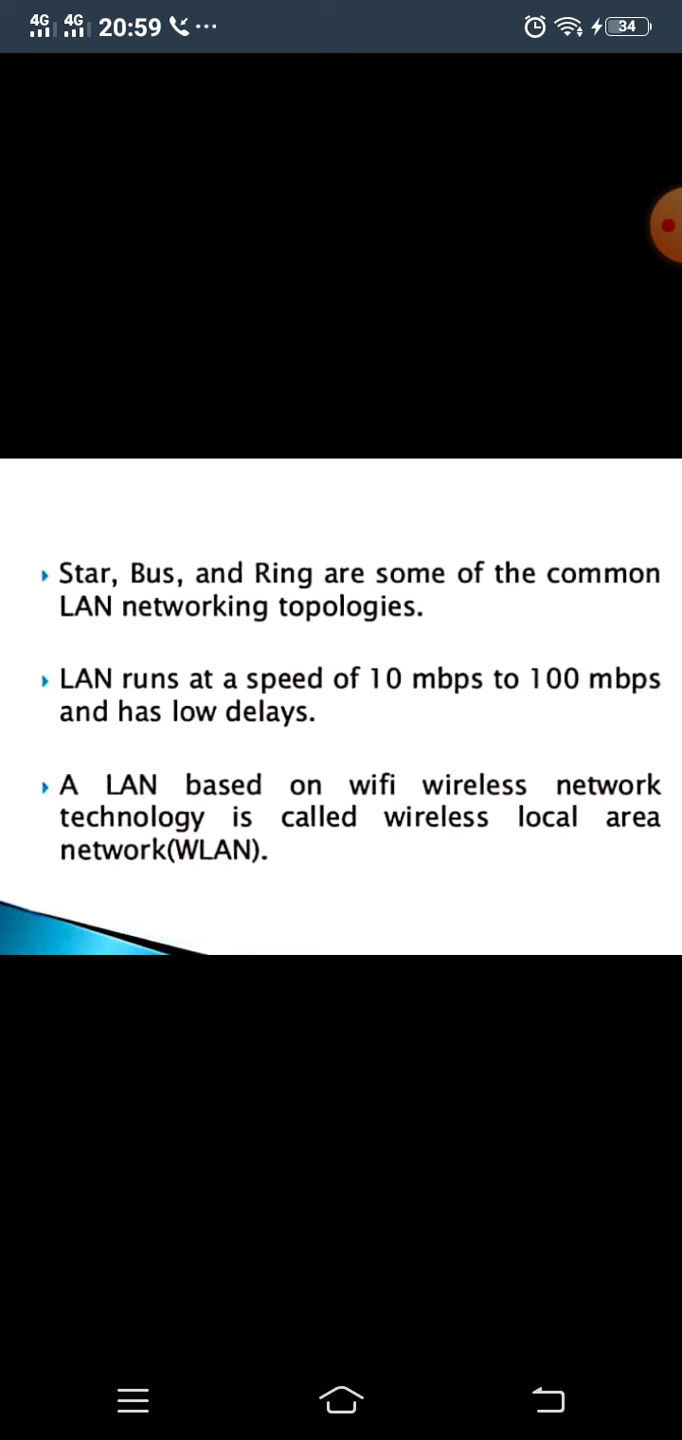 4G 4G 20:59 ...
34
Star, Bus, and Ring are some of the common
LAN networking topologies.
LAN runs at a speed of 10 mbps to 100 mbps
and has low delays.
A LAN based on wifi wireless network
technology is called wireless local area
network(WLAN).